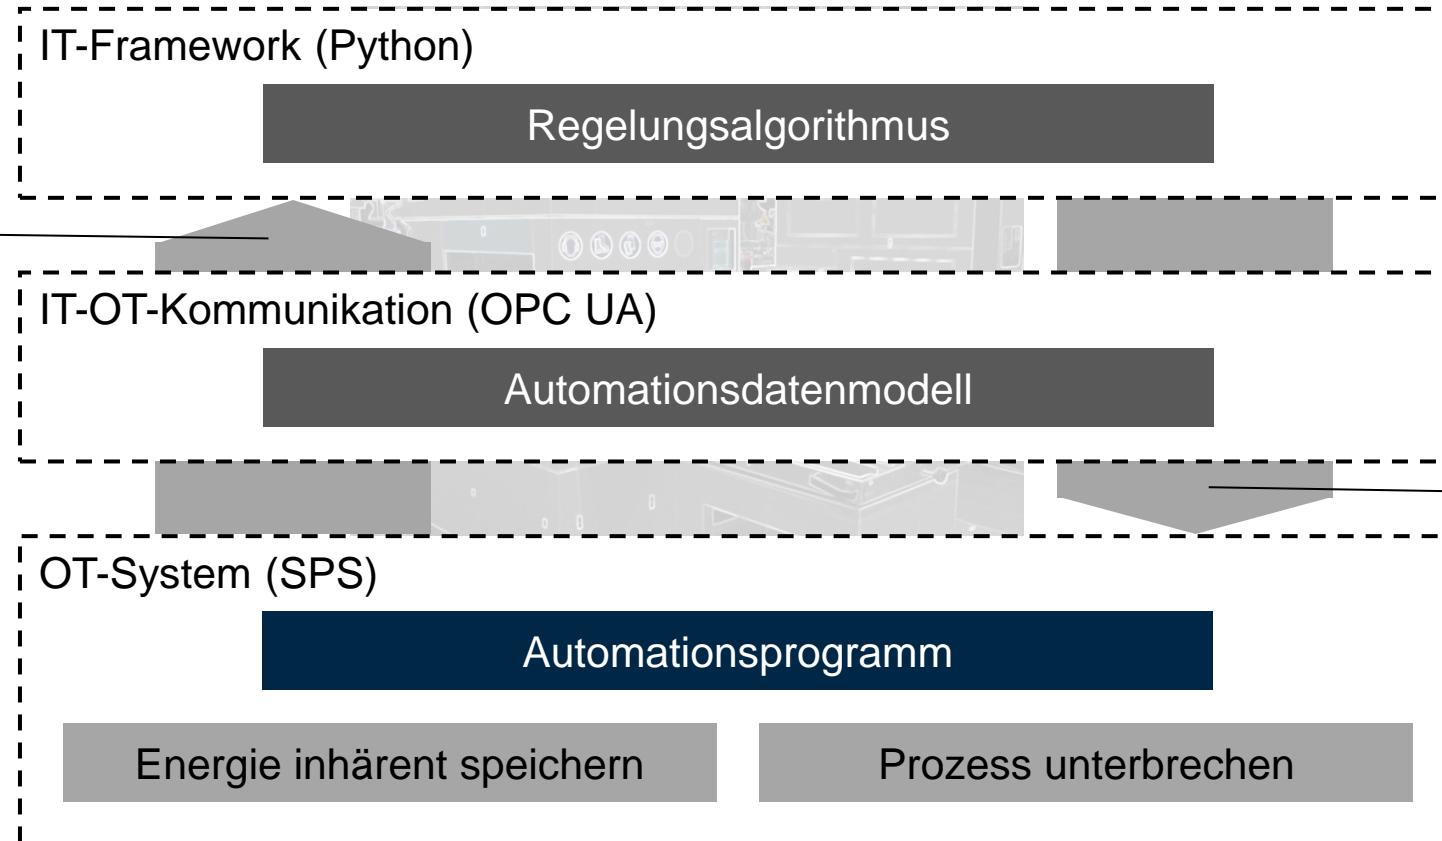 IT-Framework (Python)
Regelungsalgorithmus
IT-OT-Kommunikation (OPC UA)
Automationsdatenmodell
OT-System (SPS)
Automationsprogramm
Energie inhärent speichern
Prozess unterbrechen